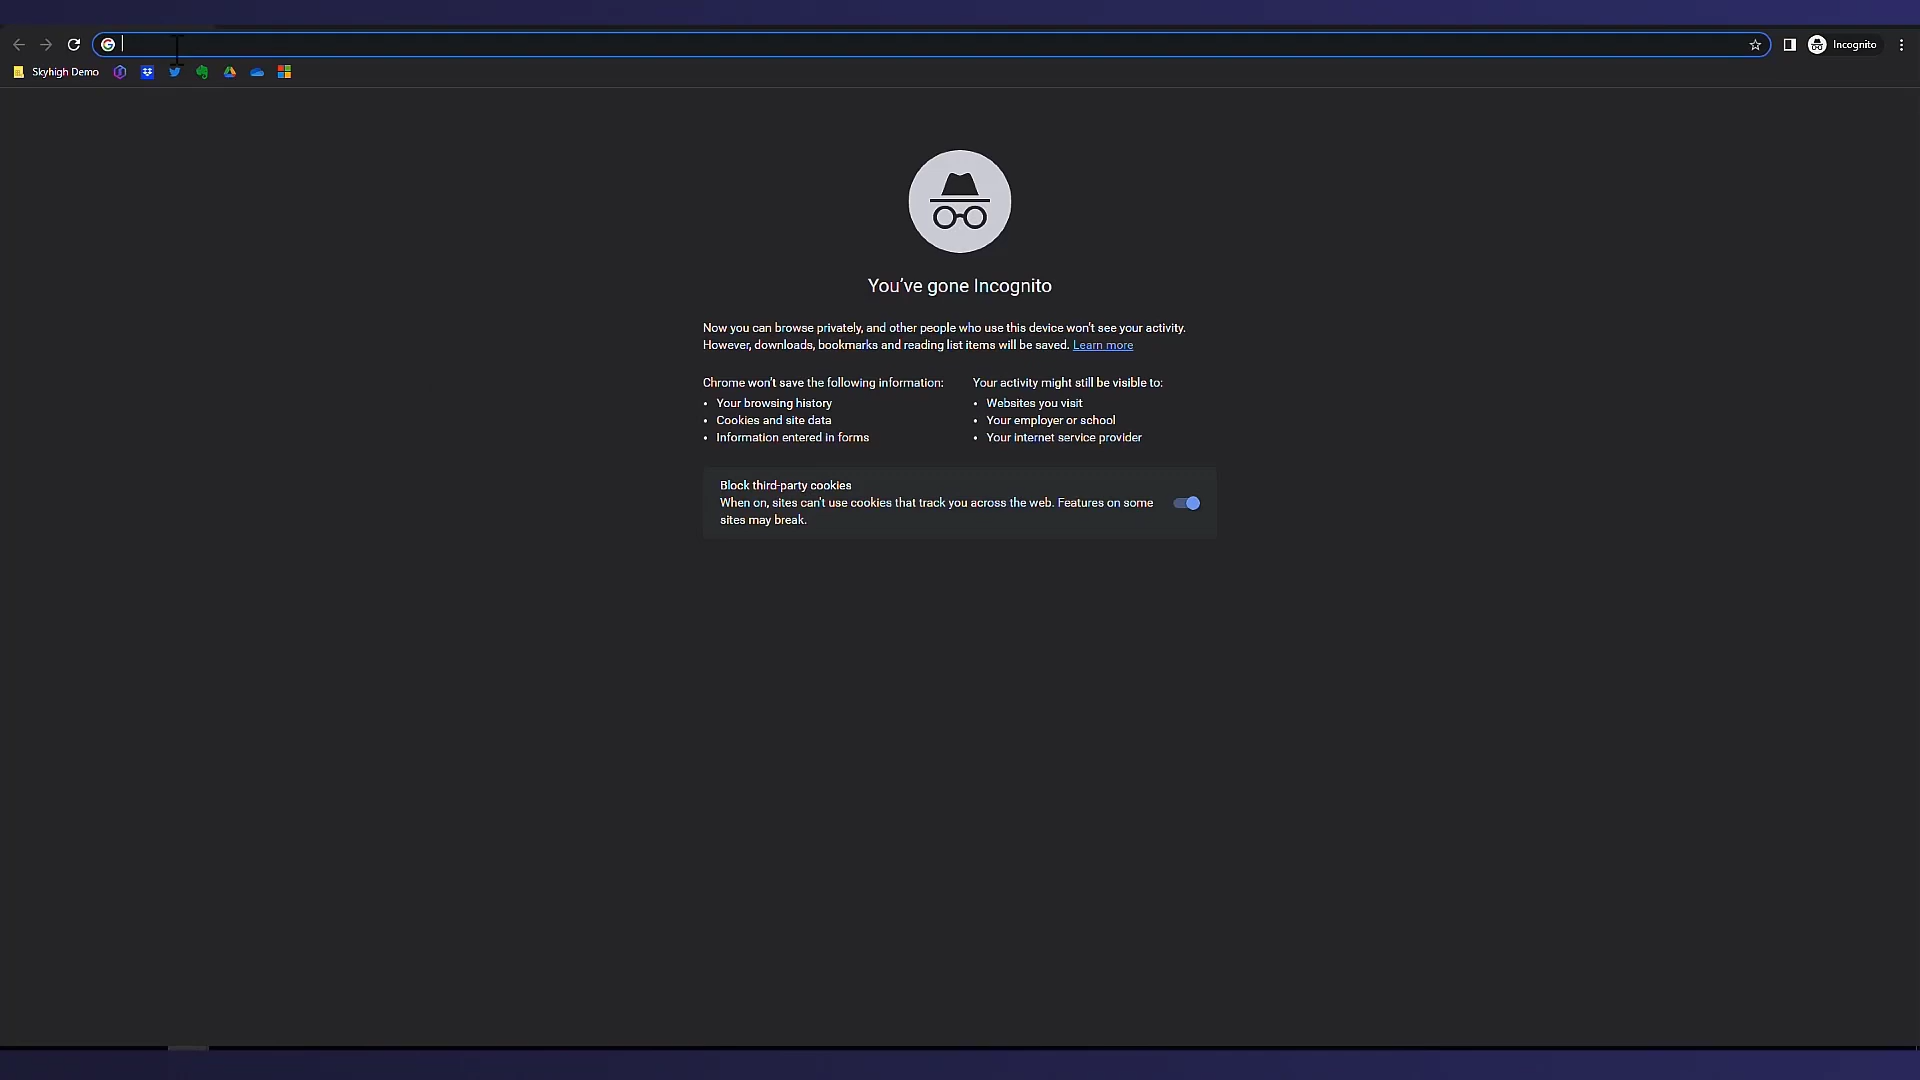 Incognito
Skyhigh Demo
You've gone Incognito
Now you can browse privately, and other people who use this device won't see your activity.
However, downloads, bookmarks and reading list items will be saved. Learn more
Chrome won't save the following information:
• Your browsing history
• Cookies and site data
• Information entered in forms
Your activity might still be visible to:
• Websites you visit
• Your employer or school
• Your internet service provider
Block third-party cookies
When on, sites can't use cookies that track you across the web. Features on some
sites may break.